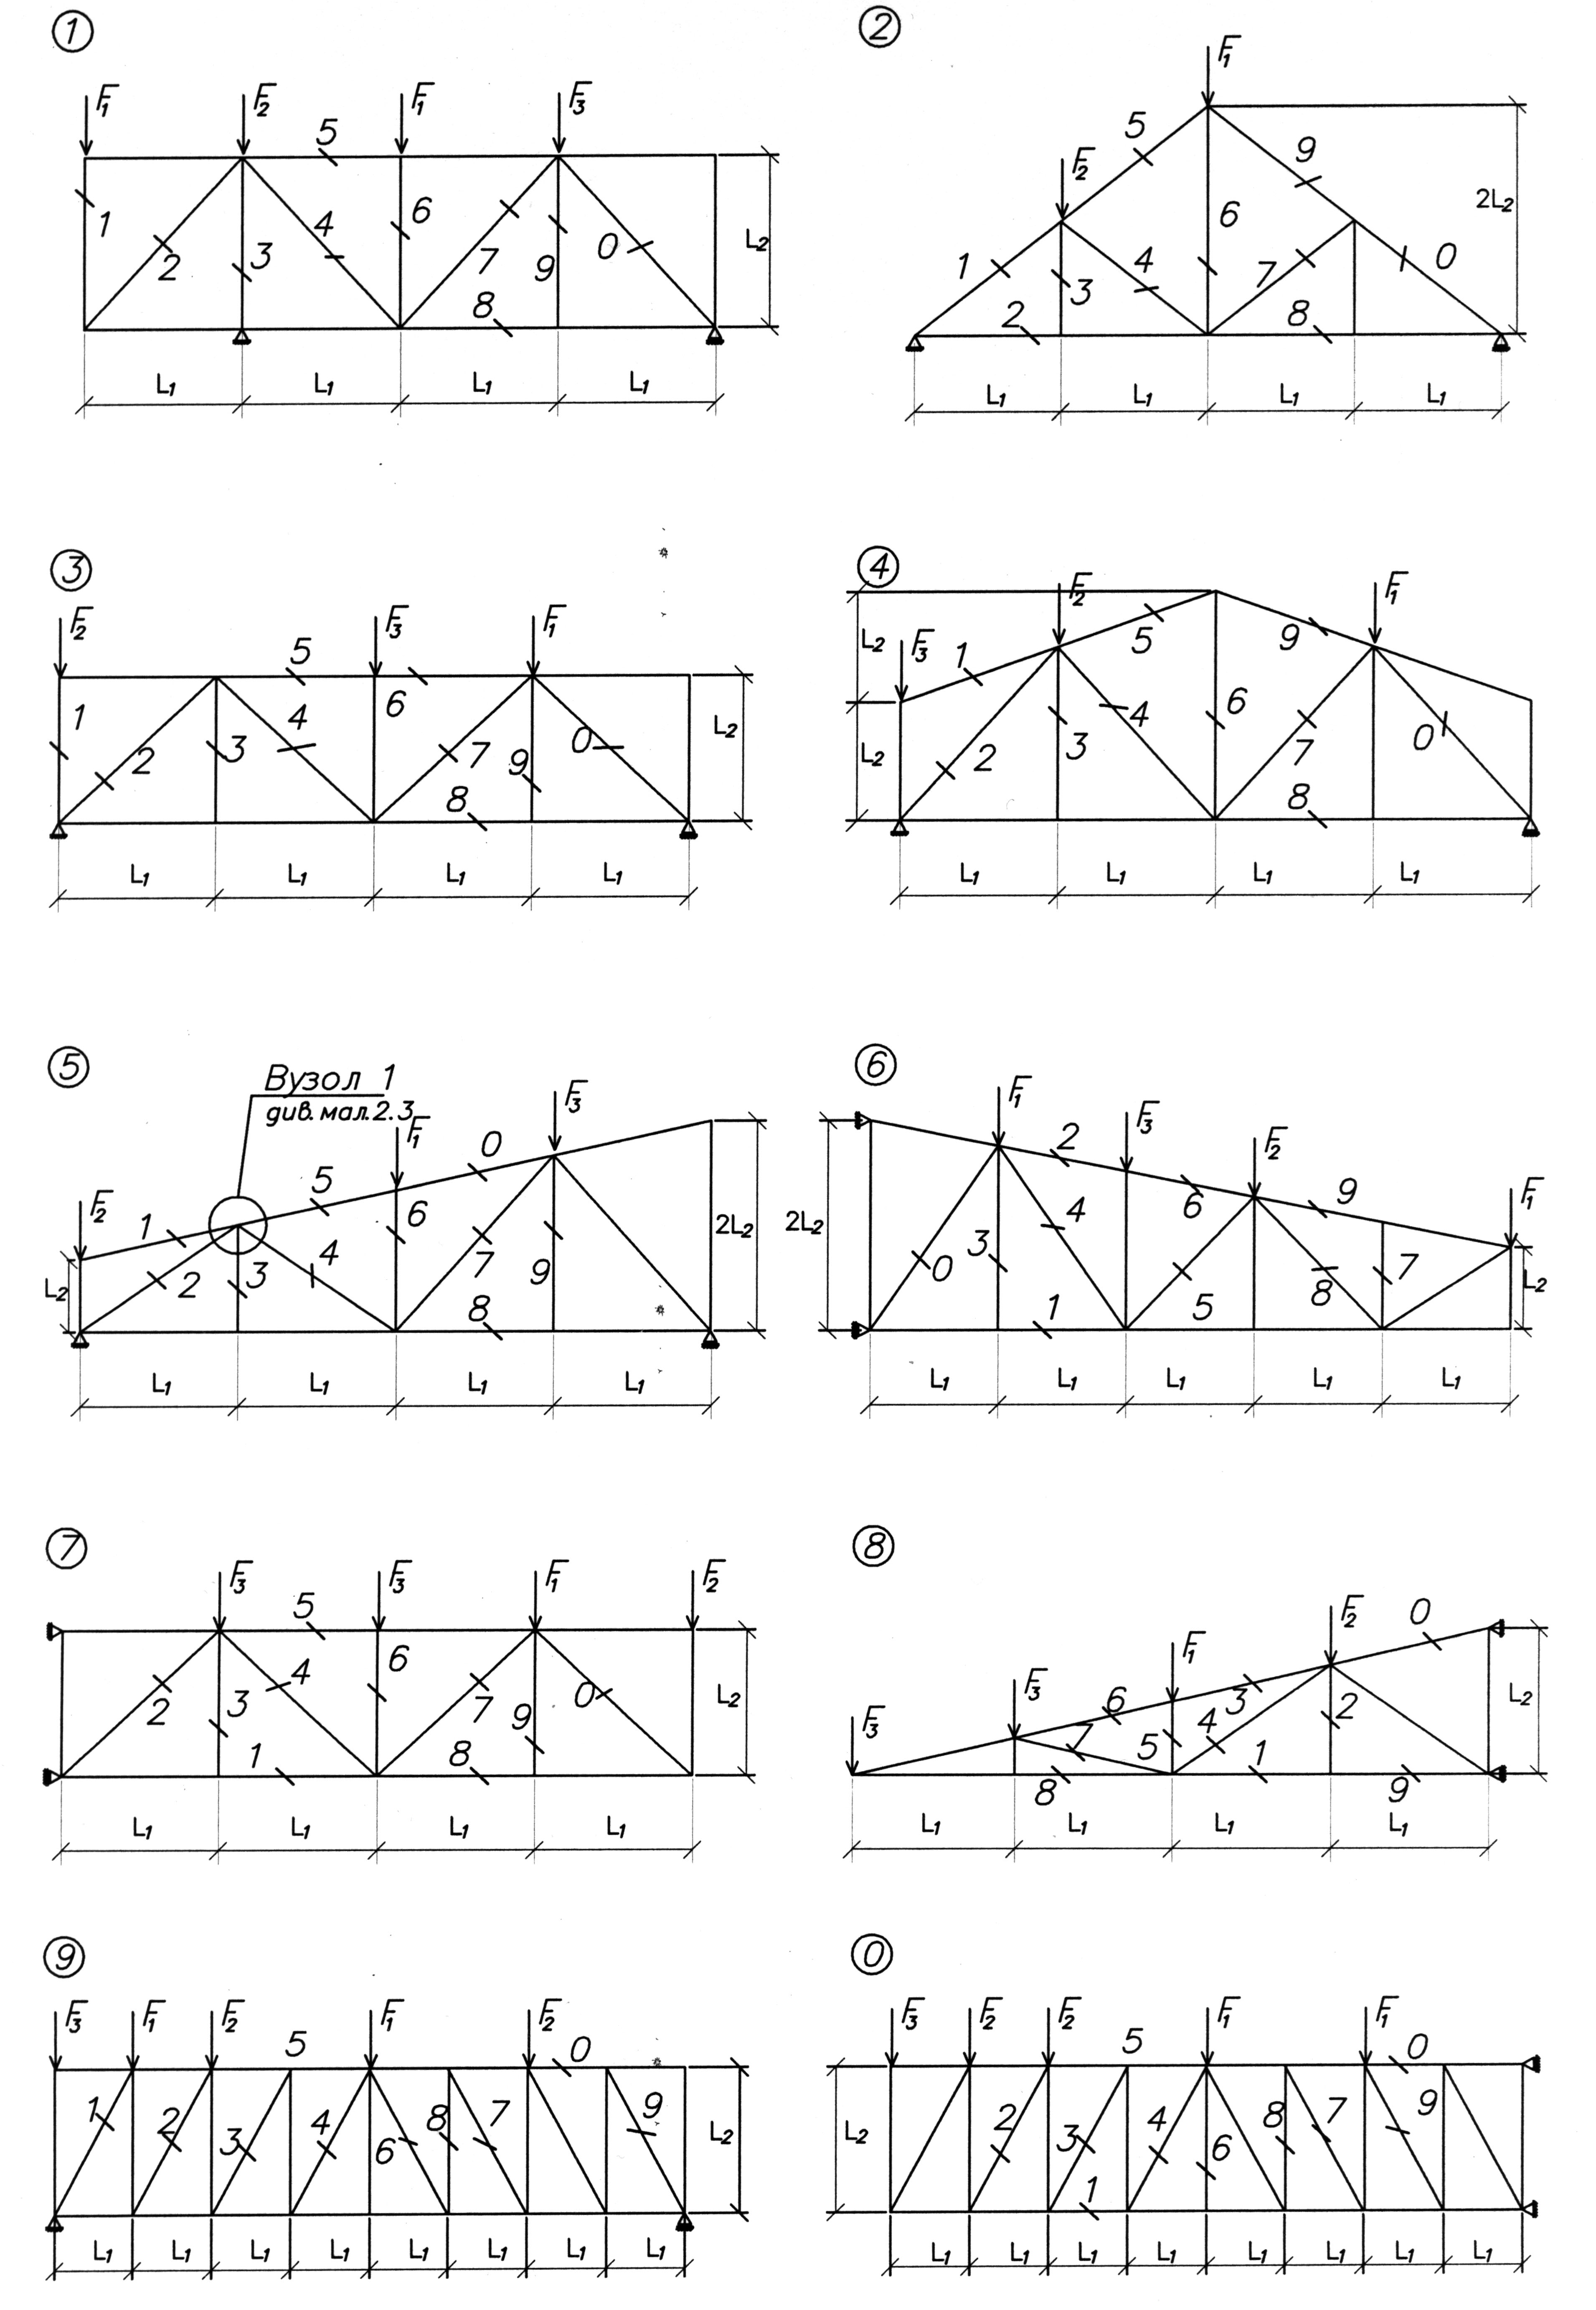 1
F1 F2 F1 F3
5
1 2 3 4 6 7 9 0
8
L2
L1 L1 L1 L1
2
F1
F2
5 9
2L2
6
1 3 4 7 0
2 8
L1 L1 L1 L1
3
F2 F3 F1
5
1 2 3 4 6 7 9 0
8
L2
L1 L1 L1 L1
4
F3 F2 F1
1 5 9
L2
L2
2 3 4 6 7 0
8
L1 L1 L1 L1
5
Вузол 1
див. мал. 2.3
F2 F1 F3
1 5 0
L2
2 3 4 6 7 9
8
2L2
L1 L1 L1 L1
6
F1 F3 F2 F1
2 6 9
2L2
0 3 4 5 8 7
1
L2
L1 L1 L1 L1 L1
7
F3 F3 F1 F2
5
2 3 4 6 7 9 0
1 8
L2
L1 L1 L1 L1
8
F3 F3 F1 F2
0
6 3
7 5 4 2
8 1 9
L2
L1 L1 L1 L1
9
F3 F1 F2 F1 F2
5 0
1 2 3 4 6 8 7 9
L2
L1 L1 L1 L1 L1 L1 L1 L1
0
F3 F2 F2 F1 F1
5 0
L2
2 3 4 6 8 7 9
1
L1 L1 L1 L1 L1 L1 L1 L1